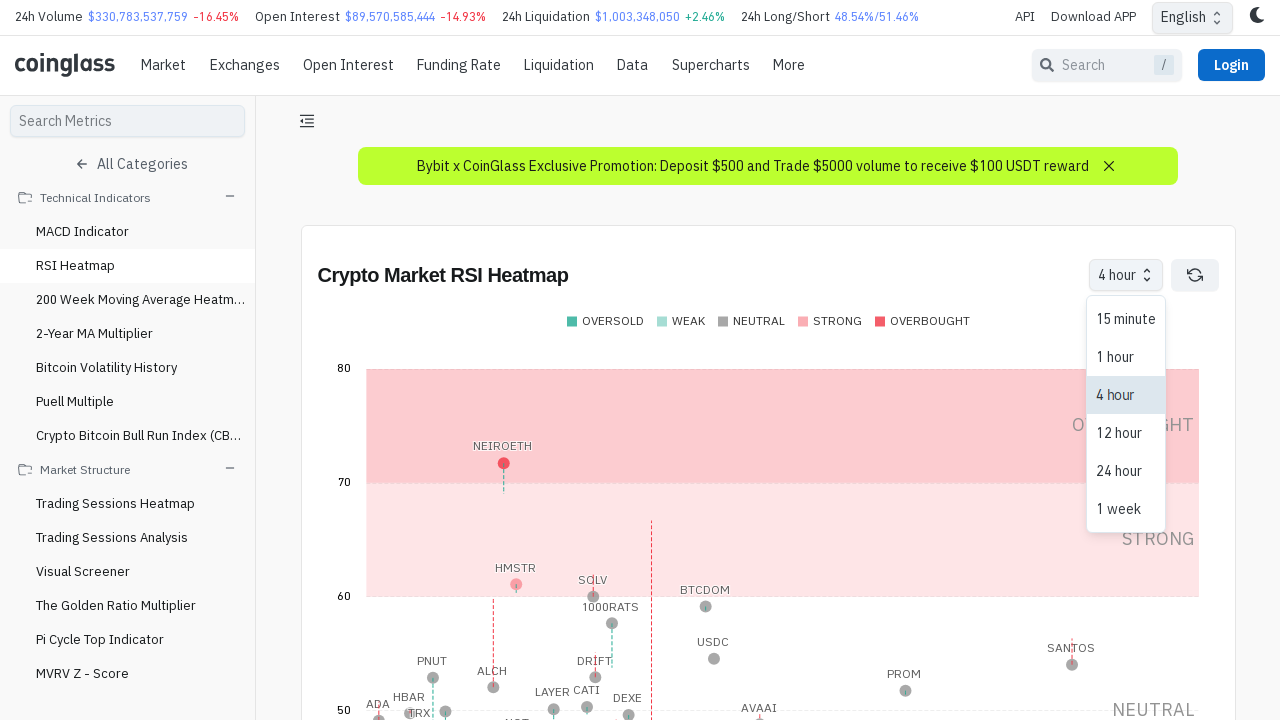 24h Volume $330,783,537,759 -16.45% Open Interest $89,570,585,444 -14.93% 24h Liquidation $1,003,348,050 +2.46% 24h Long/Short 48.54%/51.46% API Download APP English
coinglass Market Exchanges Open Interest Funding Rate Liquidation Data Supercharts More Search / Login
Search Metrics
All Categories
Technical Indicators
MACD Indicator
RSI Heatmap
200 Week Moving Average Heatm...
2-Year MA Multiplier
Bitcoin Volatility History
Puell Multiple
Crypto Bitcoin Bull Run Index (CB...
Market Structure
Trading Sessions Heatmap
Trading Sessions Analysis
Visual Screener
The Golden Ratio Multiplier
Pi Cycle Top Indicator
MVRV Z - Score
Bybit x CoinGlass Exclusive Promotion: Deposit $500 and Trade $5000 volume to receive $100 USDT reward
Crypto Market RSI Heatmap
4 hour
15 minute
1 hour
4 hour
12 hour
24 hour
1 week
OVERSOLD WEAK NEUTRAL STRONG OVERBOUGHT
80
NEIROETH
70
STRONG
HMSTR
SOLV
BTCDOM
60
1000RATS
USDC
SANTOS
PNUT
DRIFT
ALCH
PROM
LAYER
CATI
HBAR
DEXE
ADA
AVAAI
TRX
50
NEUTRAL